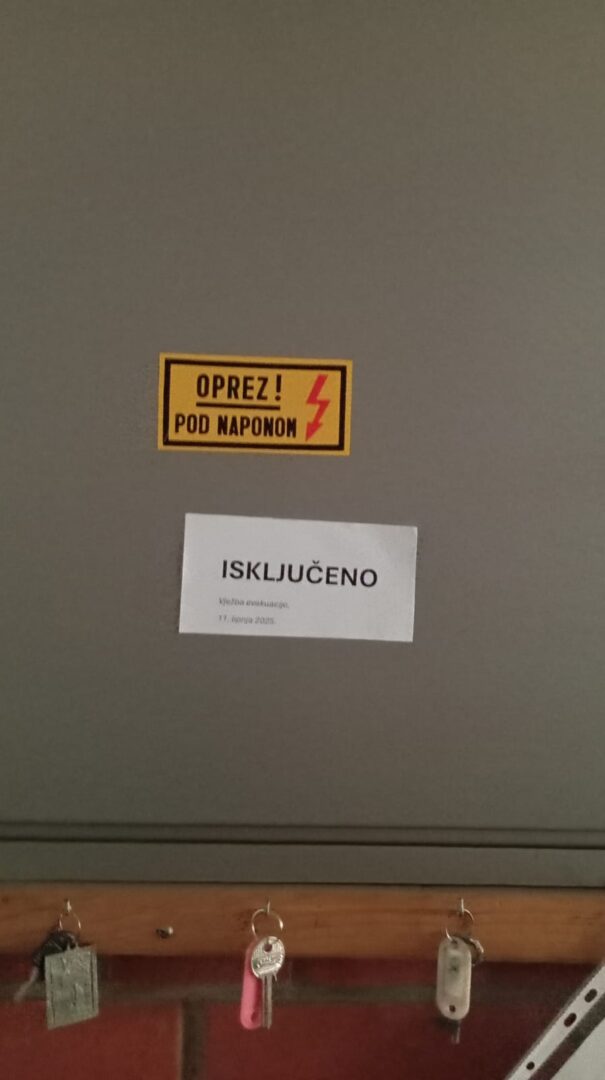 OPREZ!
POD NAPONOM
ISKLJUČENO
Vježba evakuacije,
11. lipnja 2025.